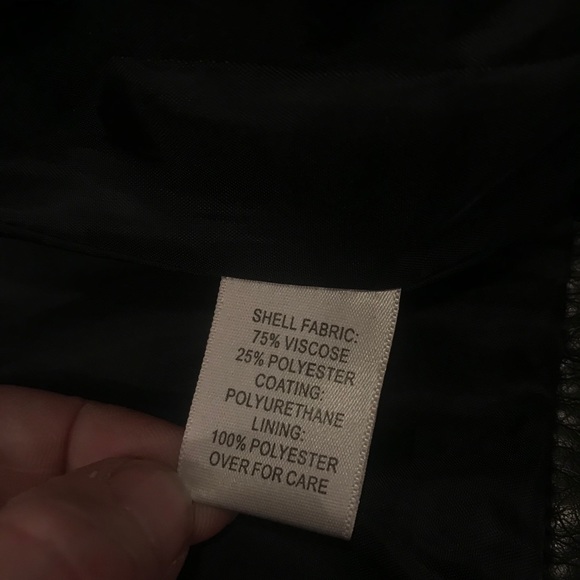 SHELL FABRIC:
75% VISCOSE
25% POLYESTER
COATING:
POLYURETHANE
LINING:
100% POLYESTER
OVER FOR CARE